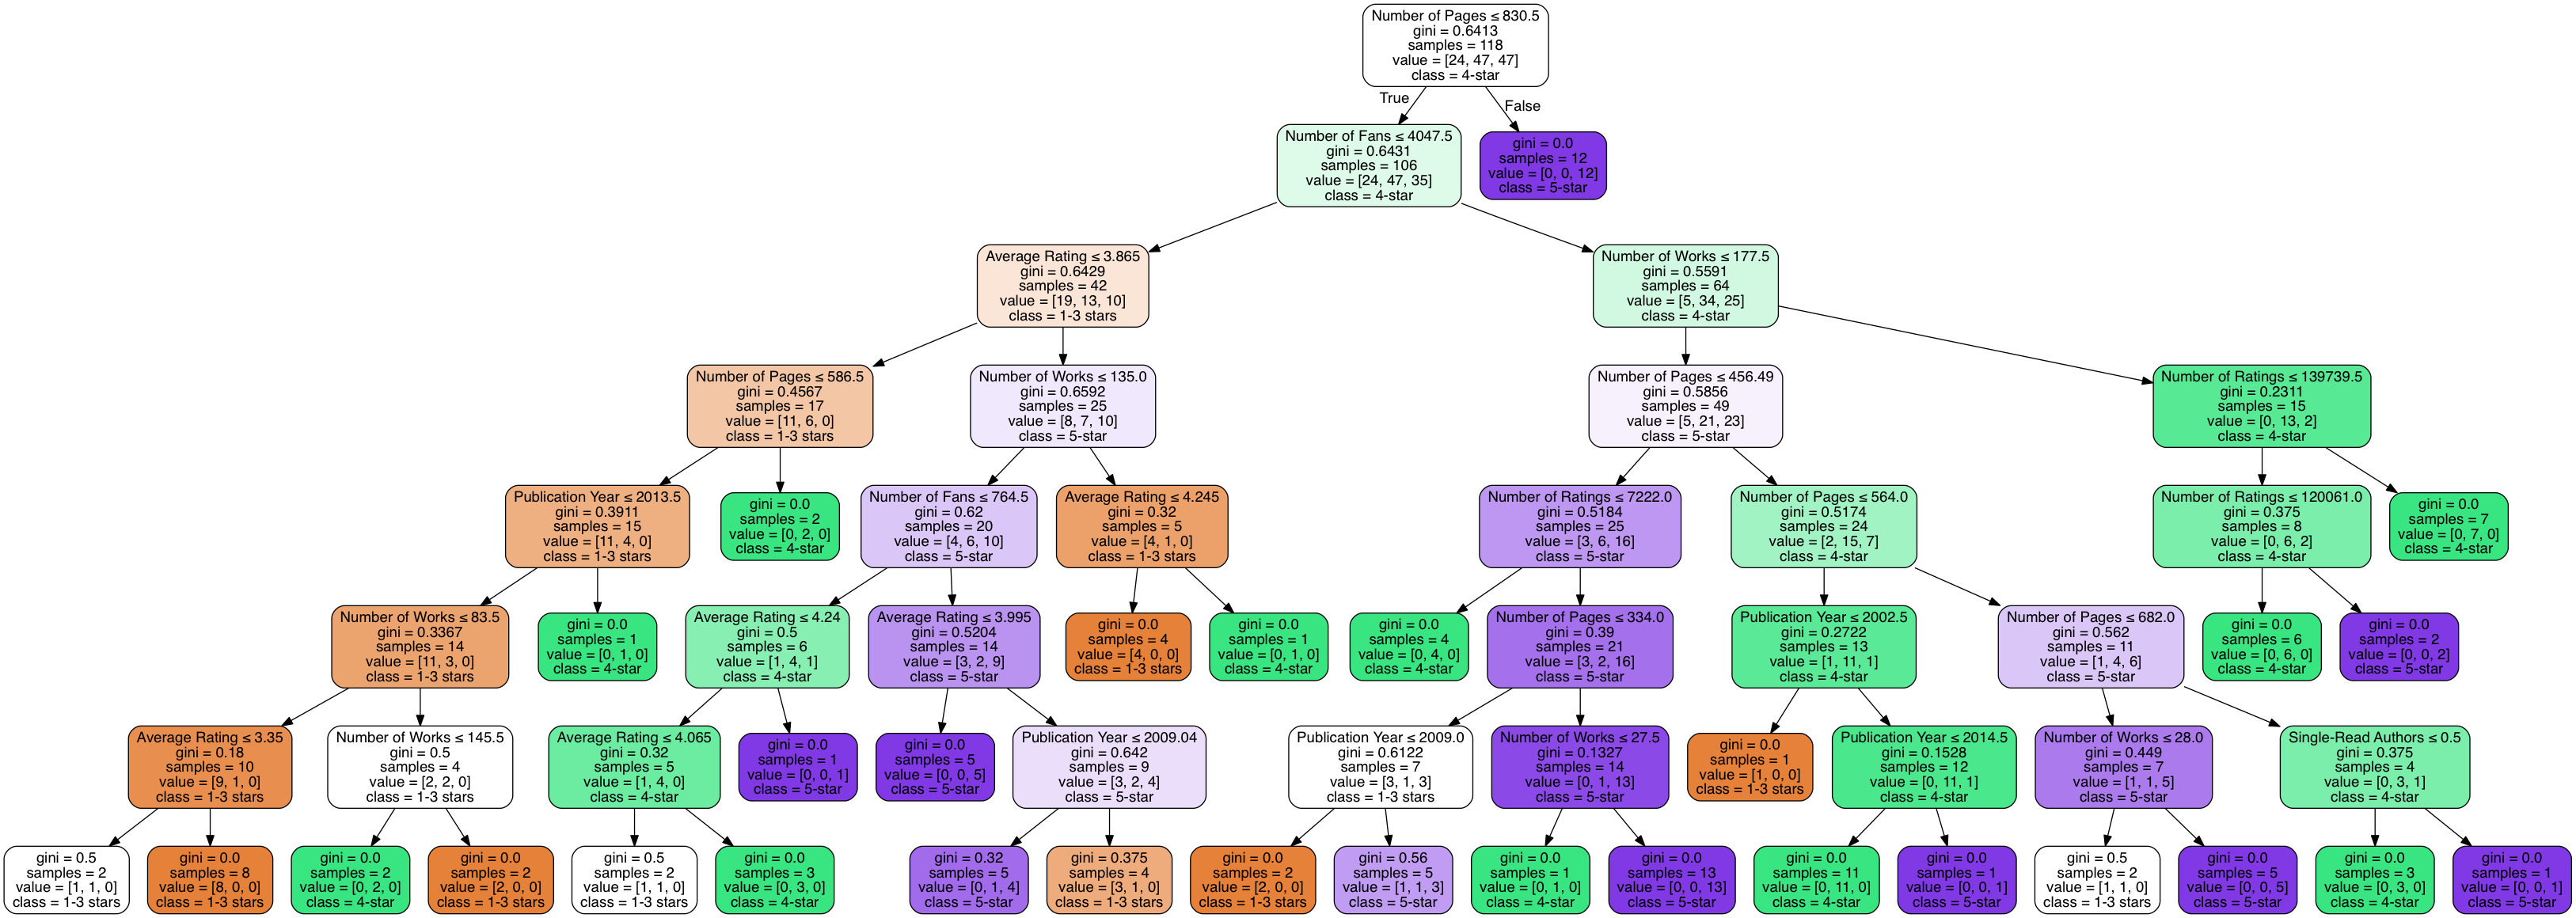 Number of Pages ≤ 830.5
gini = 0.6413
samples = 118
value = [24, 47, 47]
class = 4-star
True
False
Number of Fans ≤ 4047.5
gini = 0.6431
samples = 106
value = [24, 47, 35]
class = 4-star
gini = 0.0
samples = 12
value = [0, 0, 12]
class = 5-star
Average Rating ≤ 3.865
gini = 0.6429
samples = 42
value = [19, 13, 10]
class = 1-3 stars
Number of Works ≤ 177.5
gini = 0.5591
samples = 64
value = [5, 34, 25]
class = 4-star
Number of Pages ≤ 586.5
gini = 0.4567
samples = 17
value = [11, 6, 0]
class = 1-3 stars
Number of Works ≤ 135.0
gini = 0.6592
samples = 25
value = [8, 7, 10]
class = 5-star
Number of Pages ≤ 456.49
gini = 0.5856
samples = 49
value = [5, 21, 23]
class = 5-star
Number of Ratings ≤ 139739.5
gini = 0.2311
samples = 15
value = [0, 13, 2]
class = 4-star
Publication Year ≤ 2013.5
gini = 0.3911
samples = 15
value = [11, 4, 0]
class = 1-3 stars
gini = 0.0
samples = 2
value = [0, 2, 0]
class = 4-star
Number of Fans ≤ 764.5
gini = 0.62
samples = 20
value = [4, 6, 10]
class = 5-star
Average Rating ≤ 4.245
gini = 0.32
samples = 5
value = [4, 1, 0]
class = 1-3 stars
Number of Ratings ≤ 7222.0
gini = 0.5184
samples = 25
value = [3, 6, 16]
class = 5-star
Number of Pages ≤ 564.0
gini = 0.5174
samples = 24
value = [2, 15, 7]
class = 4-star
Number of Ratings ≤ 120061.0
gini = 0.375
samples = 8
value = [0, 6, 2]
class = 4-star
gini = 0.0
samples = 7
value = [0, 7, 0]
class = 4-star
Number of Works ≤ 83.5
gini = 0.3367
samples = 14
value = [11, 3, 0]
class = 1-3 stars
gini = 0.0
samples = 1
value = [0, 1, 0]
class = 4-star
Average Rating ≤ 4.24
gini = 0.5
samples = 6
value = [1, 4, 1]
class = 4-star
Average Rating ≤ 3.995
gini = 0.5204
samples = 14
value = [3, 2, 9]
class = 5-star
gini = 0.0
samples = 4
value = [4, 0, 0]
class = 1-3 stars
gini = 0.0
samples = 1
value = [0, 1, 0]
class = 4-star
gini = 0.0
samples = 4
value = [0, 4, 0]
class = 4-star
Number of Pages ≤ 334.0
gini = 0.39
samples = 21
value = [3, 2, 16]
class = 5-star
Publication Year ≤ 2002.5
gini = 0.2722
samples = 13
value = [1, 11, 1]
class = 4-star
Number of Pages ≤ 682.0
gini = 0.562
samples = 11
value = [1, 4, 6]
class = 5-star
gini = 0.0
samples = 6
value = [0, 6, 0]
class = 4-star
gini = 0.0
samples = 2
value = [0, 0, 2]
class = 5-star
Average Rating ≤ 3.35
gini = 0.18
samples = 10
value = [9, 1, 0]
class = 1-3 stars
Number of Works ≤ 145.5
gini = 0.5
samples = 4
value = [2, 2, 0]
class = 1-3 stars
Average Rating ≤ 4.065
gini = 0.32
samples = 5
value = [1, 4, 0]
class = 4-star
gini = 0.0
samples = 1
value = [0, 0, 1]
class = 5-star
gini = 0.0
samples = 5
value = [0, 0, 5]
class = 5-star
Publication Year ≤ 2009.04
gini = 0.642
samples = 9
value = [3, 2, 4]
class = 5-star
Publication Year ≤ 2009.0
gini = 0.6122
samples = 7
value = [3, 1, 3]
class = 1-3 stars
Number of Works ≤ 27.5
gini = 0.1327
samples = 14
value = [0, 1, 13]
class = 5-star
gini = 0.0
samples = 1
value = [1, 0, 0]
class = 1-3 stars
Publication Year ≤ 2014.5
gini = 0.1528
samples = 12
value = [0, 11, 1]
class = 4-star
Number of Works ≤ 28.0
gini = 0.449
samples = 7
value = [1, 1, 5]
class = 5-star
Single-Read Authors ≤ 0.5
gini = 0.375
samples = 4
value = [0, 3, 1]
class = 4-star
gini = 0.5
samples = 2
value = [1, 1, 0]
class = 1-3 stars
gini = 0.0
samples = 8
value = [8, 0, 0]
class = 1-3 stars
gini = 0.0
samples = 2
value = [0, 2, 0]
class = 4-star
gini = 0.0
samples = 2
value = [2, 0, 0]
class = 1-3 stars
gini = 0.5
samples = 2
value = [1, 1, 0]
class = 1-3 stars
gini = 0.0
samples = 3
value = [0, 3, 0]
class = 4-star
gini = 0.32
samples = 5
value = [0, 1, 4]
class = 5-star
gini = 0.375
samples = 4
value = [3, 1, 0]
class = 1-3 stars
gini = 0.0
samples = 2
value = [2, 0, 0]
class = 1-3 stars
gini = 0.56
samples = 5
value = [1, 1, 3]
class = 5-star
gini = 0.0
samples = 1
value = [0, 1, 0]
class = 4-star
gini = 0.0
samples = 13
value = [0, 0, 13]
class = 5-star
gini = 0.0
samples = 11
value = [0, 11, 0]
class = 4-star
gini = 0.0
samples = 1
value = [0, 0, 1]
class = 5-star
gini = 0.5
samples = 2
value = [1, 1, 0]
class = 1-3 stars
gini = 0.0
samples = 5
value = [0, 0, 5]
class = 5-star
gini = 0.0
samples = 3
value = [0, 3, 0]
class = 4-star
gini = 0.0
samples = 1
value = [0, 0, 1]
class = 5-star